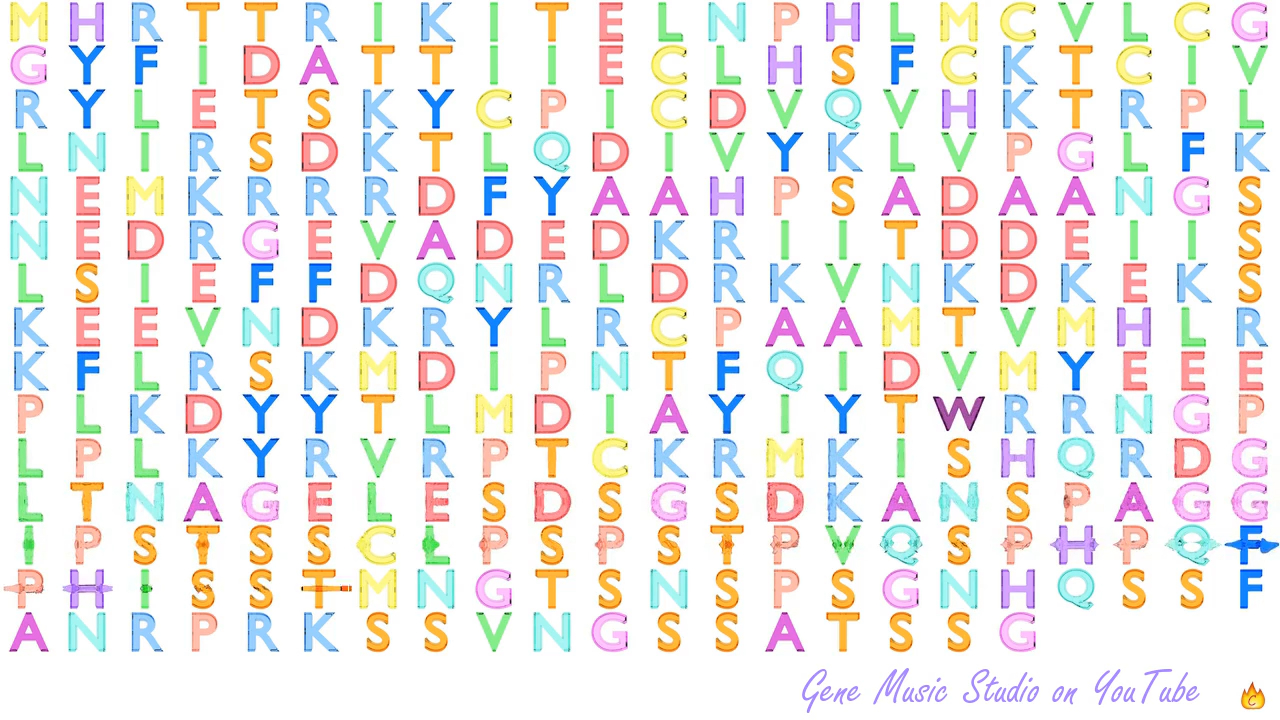 M H R T T R I K I T E L N P H L M C V L C G
G Y F I D A T T I I E C L H S F C K T C I V
R Y L E T S K Y C P I C D V Q V H K T R P L
L N I R S D K T L Q D I V Y K L V P G L F K
N E M K R R R D F Y A A H P S A D A A N G S
N E D R G E V A D E D K R I I T D D E I I S
L S I E F F D Q N R L D R K V N K D K E K S
K E E V N D K R Y L R C P A A M T V M H L R
K F L R S K M D I P N T F Q I D V M Y E E E
P L K D Y Y T L M D I A Y I Y T W R R N G P
L P L K Y R V R P T C K R M K I S H Q R D G
L T N A G E L E S D S G S D K A N S P A G G
I P S T S S C L P S P S T P V Q S P H P Q F
P H I S S T M N G T S N S P S G N H Q S S F
A N R P R K S S V N G S S A T S S G
Gene Music Studio on YouTube
C